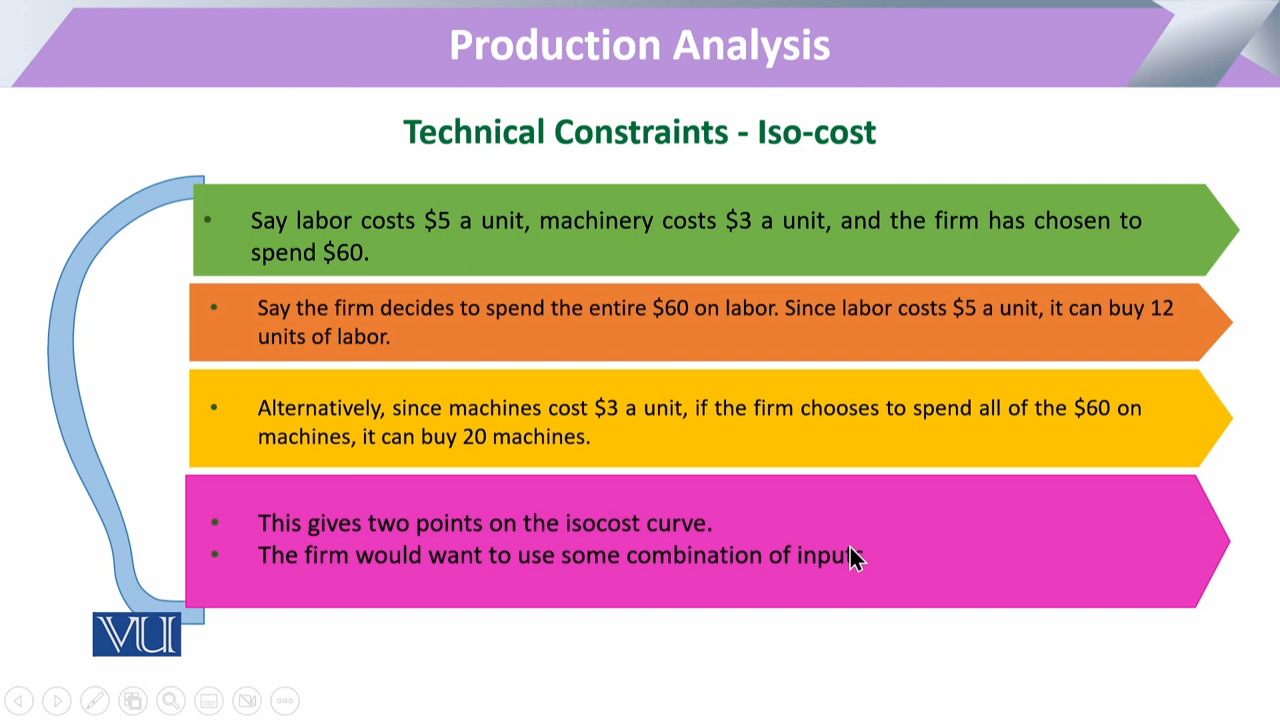 Production Analysis
Technical Constraints - Iso-cost
• Say labor costs $5 a unit, machinery costs $3 a unit, and the firm has chosen to
spend $60.
• Say the firm decides to spend the entire $60 on labor. Since labor costs $5 a unit, it can buy 12
units of labor.
• Alternatively, since machines cost $3 a unit, if the firm chooses to spend all of the $60 on
machines, it can buy 20 machines.
• This gives two points on the isocost curve.
• The firm would want to use some combination of inputs
VU